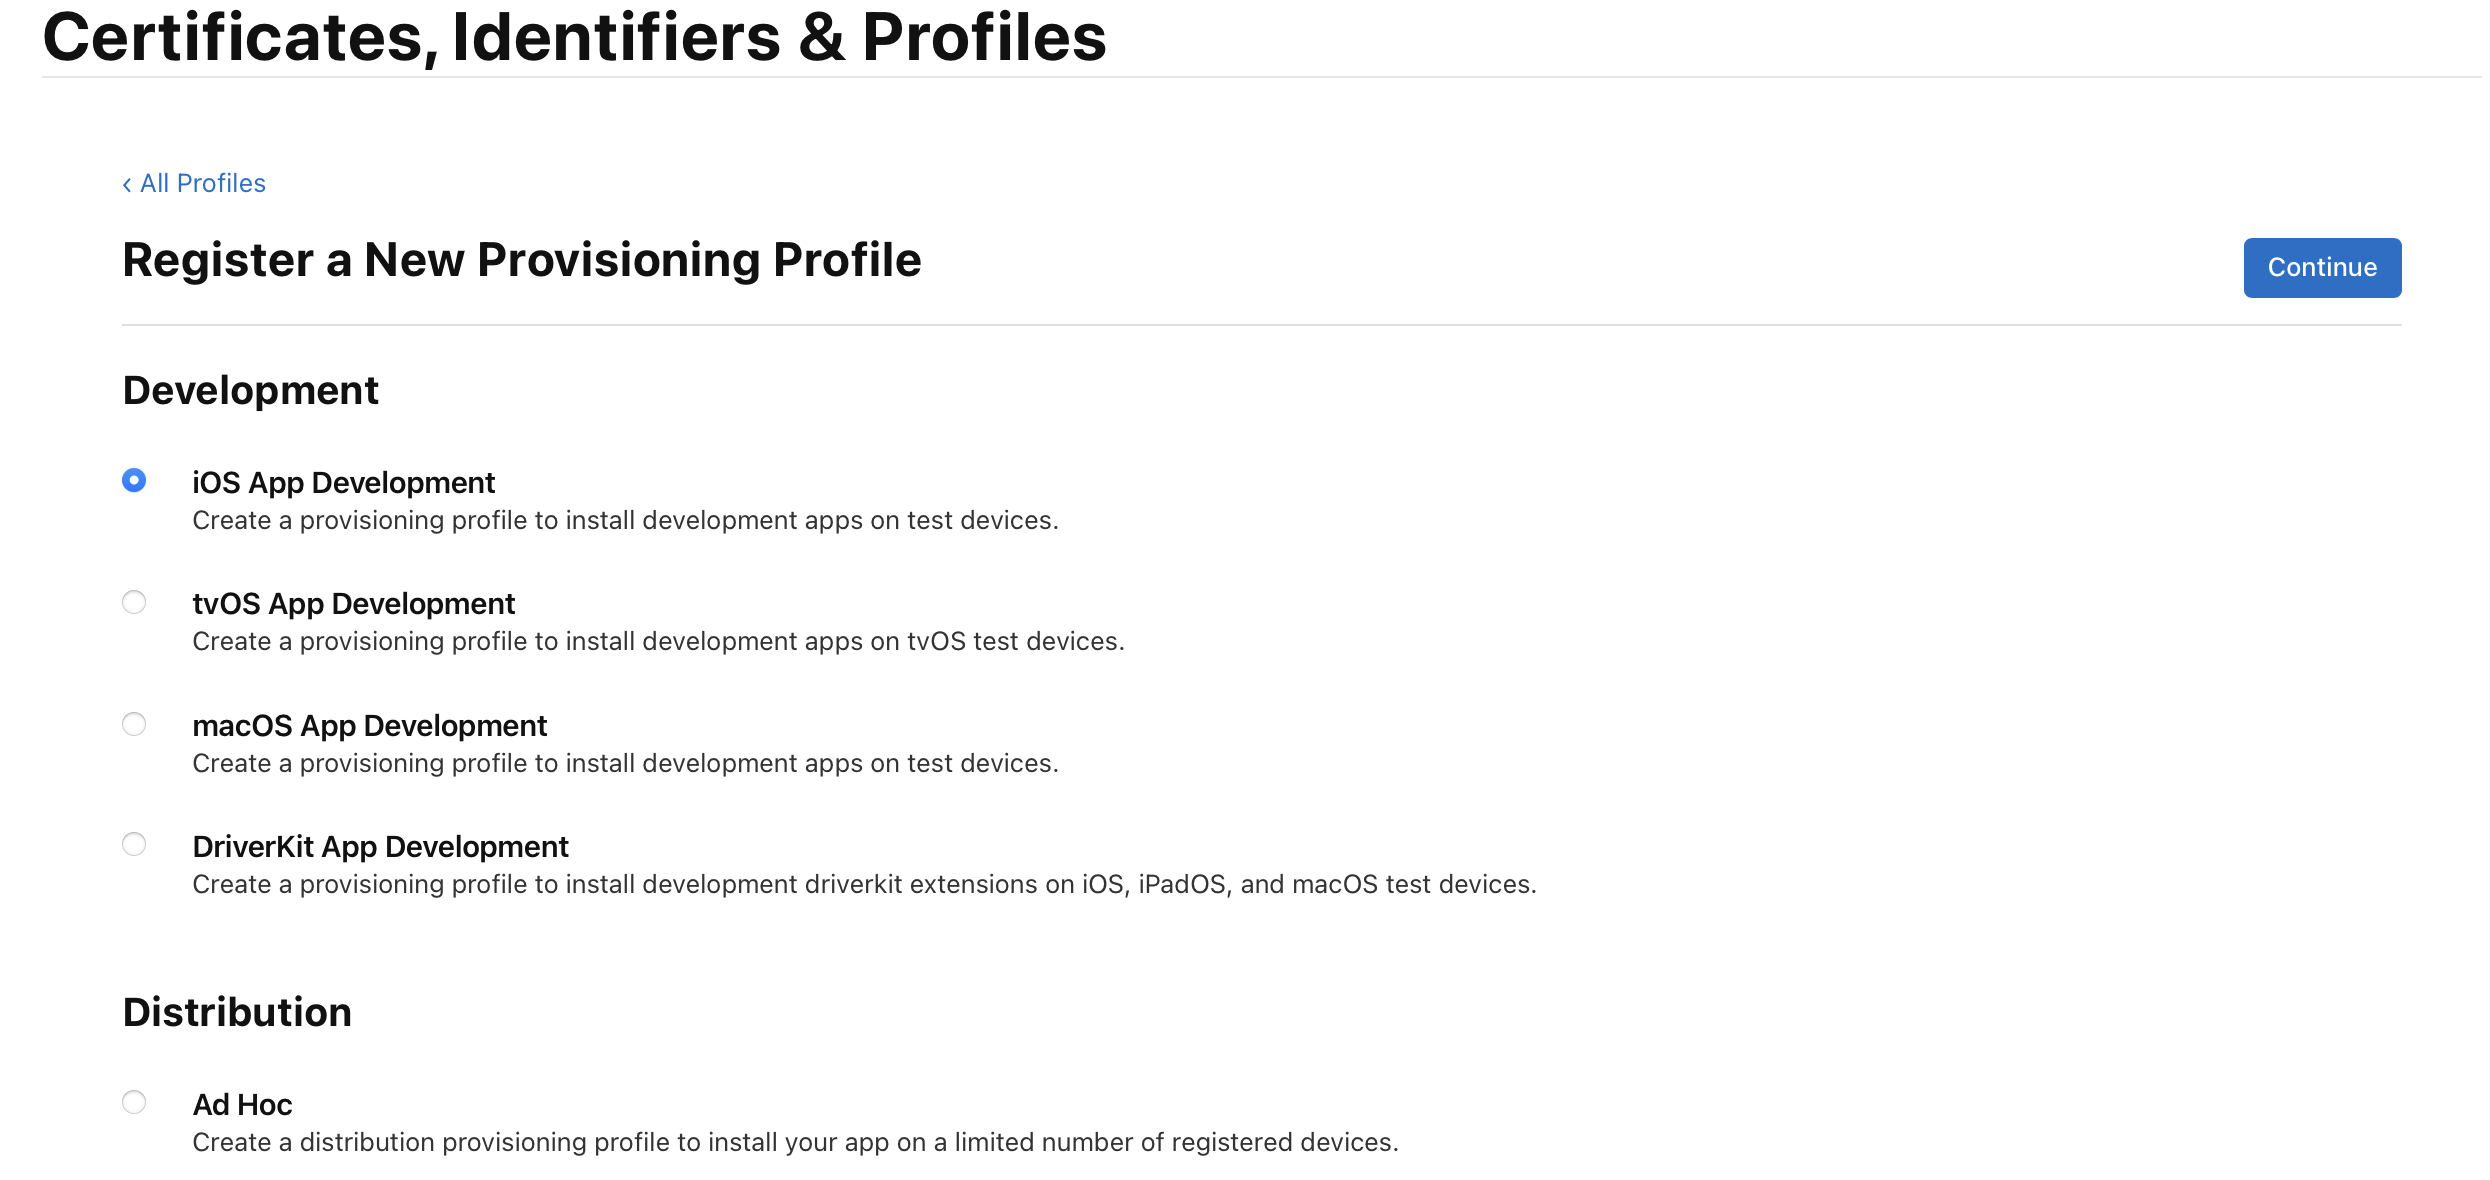 Certificates, Identifiers & Profiles
‹ All Profiles
Register a New Provisioning Profile
Continue
Development
iOS App Development
Create a provisioning profile to install development apps on test devices.
tvOS App Development
Create a provisioning profile to install development apps on tvOS test devices.
macOS App Development
Create a provisioning profile to install development apps on test devices.
DriverKit App Development
Create a provisioning profile to install development driverkit extensions on iOS, iPadOS, and macOS test devices.
Distribution
Ad Hoc
Create a distribution provisioning profile to install your app on a limited number of registered devices.